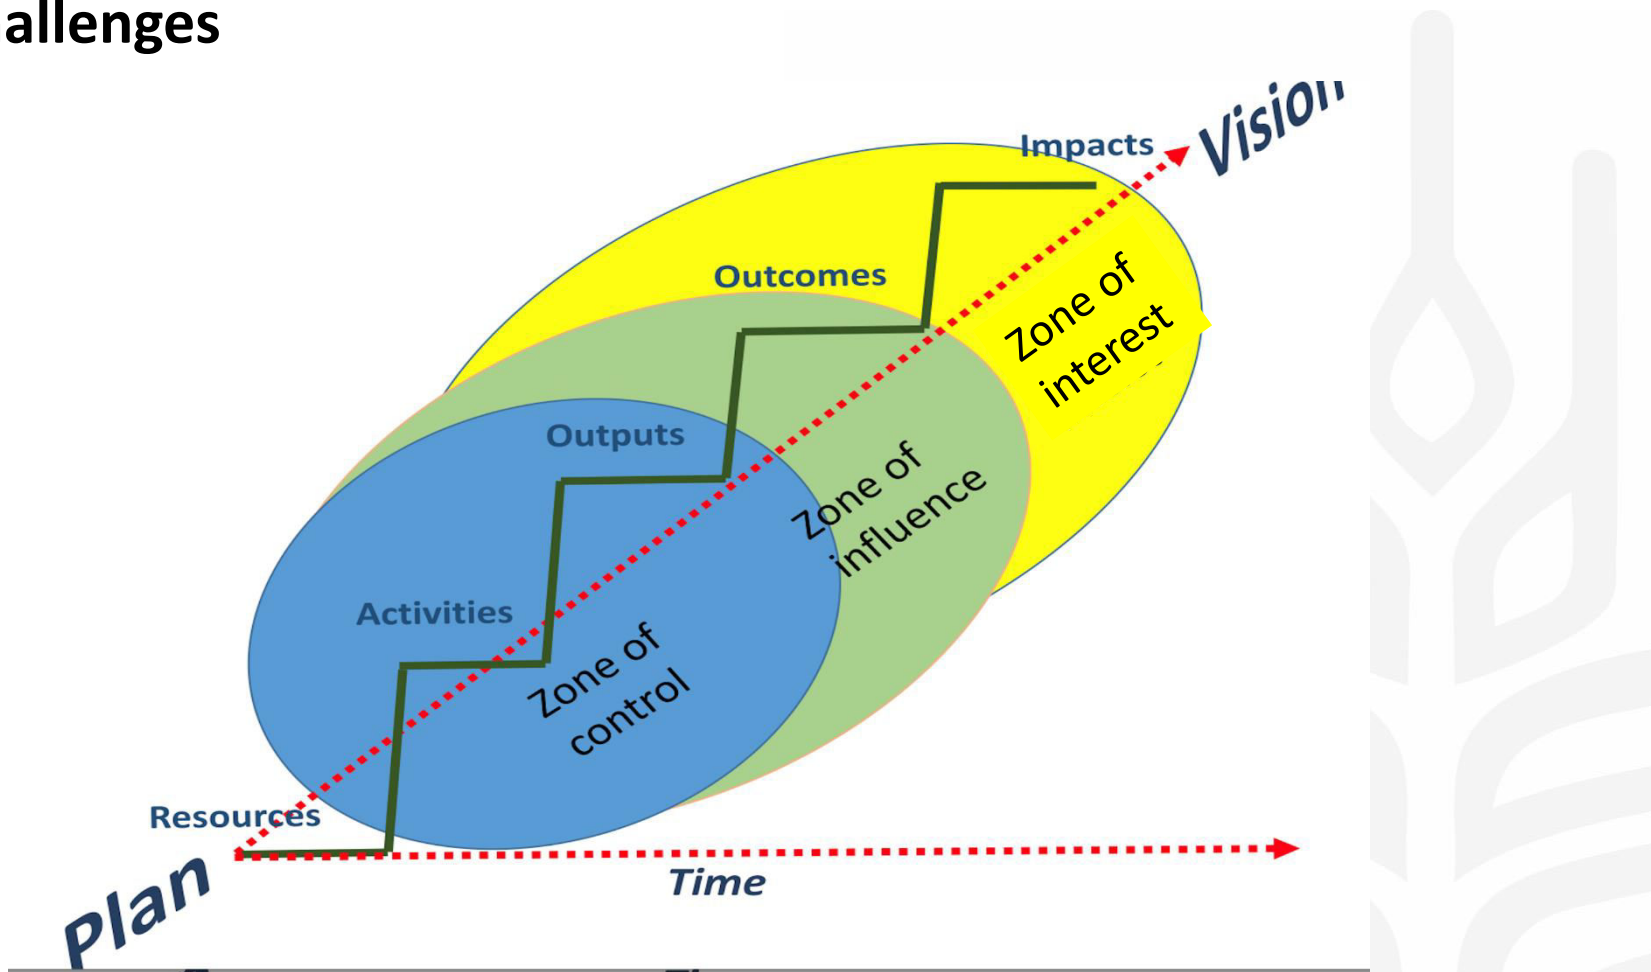 allenges
Vision
Impacts
Outcomes
Zone of
interest
Outputs
Zone of
influence
Activities
Zone of
control
Resources
Time
Plan